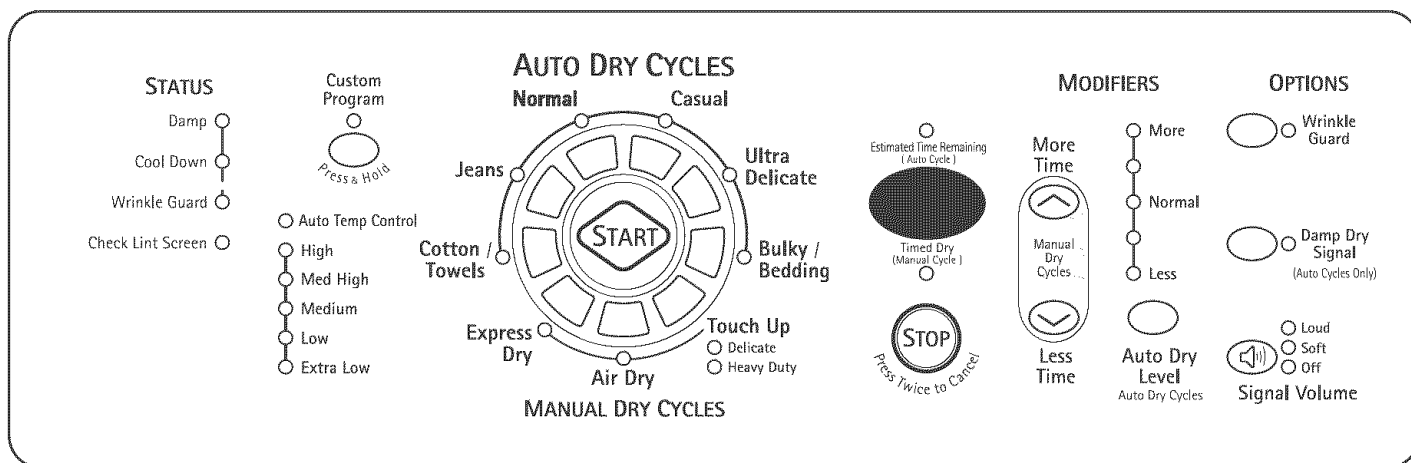 STATUS
Damp
Cool Down
Wrinkle Guard
Check Lint Screen
Custom
Program
Press & Hold
Auto Temp Control
High
Med High
Medium
Low
Extra Low
AUTO DRY CYCLES
Normal
Casual
Jeans
Ultra
Delicate
START
Cotton /
Towels
Bulky /
Bedding
Express
Dry
Air Dry
Touch Up
Delicate
Heavy Duty
MANUAL DRY CYCLES
Estimated Time Remaining
( Auto Cycle )
Timed Dry
(Manual Cycle )
STOP
Press Twice to Cancel
MODIFIERS
More
Time
Manual
Dry
Cycles
Less
Time
More
Normal
Less
Auto Dry
Level
Auto Dry Cycles
OPTIONS
Wrinkle
Guard
Damp Dry
Signal
(Auto Cycles Only)
Loud
Soft
Off
Signal Volume